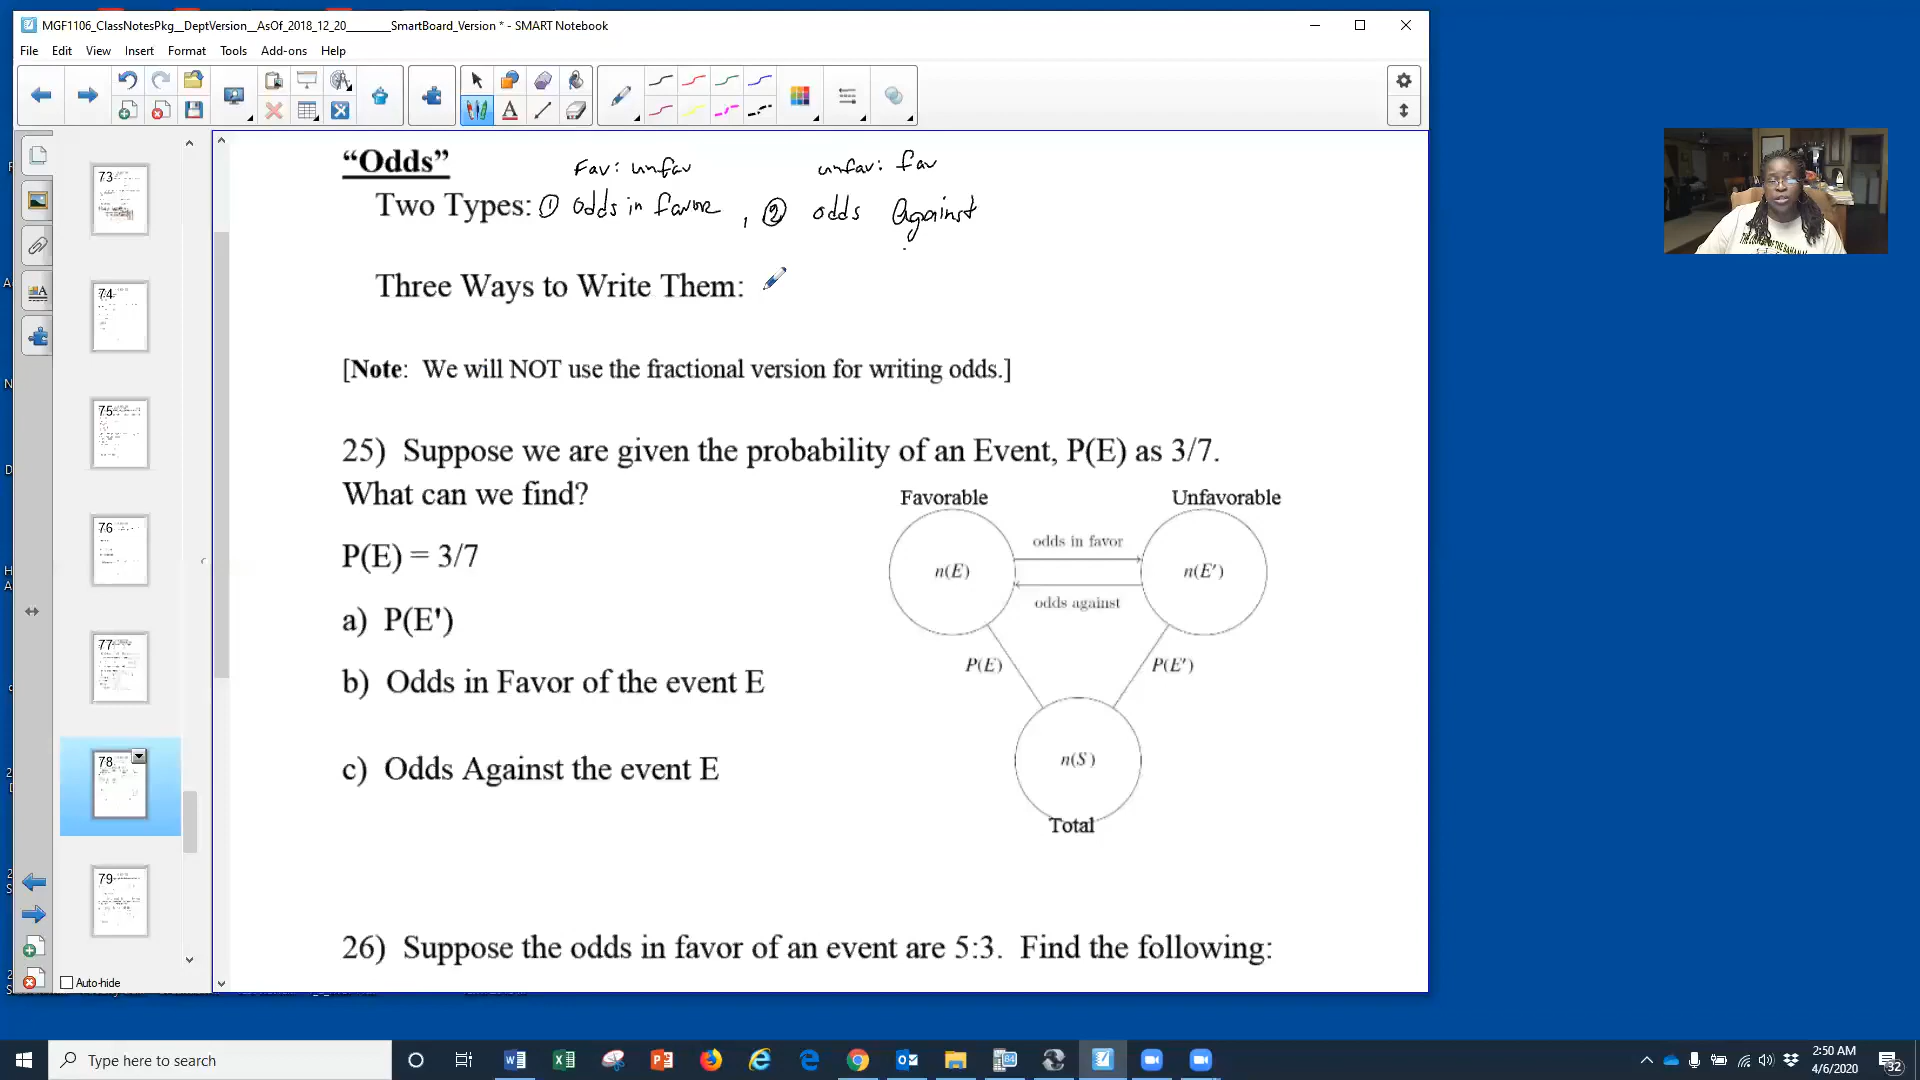 MGF1106_ClassNotesPkg__DeptVersion__AsOf_2018_12_20________SmartBoard_Version * - SMART Notebook
File Edit View Insert Format Tools Add-ons Help
“Odds”
Fav: unfav unfav: fav
Two Types: ① odds in favor , ② odds Against
Three Ways to Write Them:
[Note: We will NOT use the fractional version for writing odds.]
25) Suppose we are given the probability of an Event, P(E) as 3/7.
What can we find?
P(E) = 3/7
a) P(E')
b) Odds in Favor of the event E
c) Odds Against the event E
Favorable Unfavorable
odds in favor
n(E) n(E')
odds against
P(E) P(E')
n(S)
Total
26) Suppose the odds in favor of an event are 5:3. Find the following:
73
74
75
76
77
78
79
Auto-hide
Type here to search
2:50 AM
4/6/2020
32